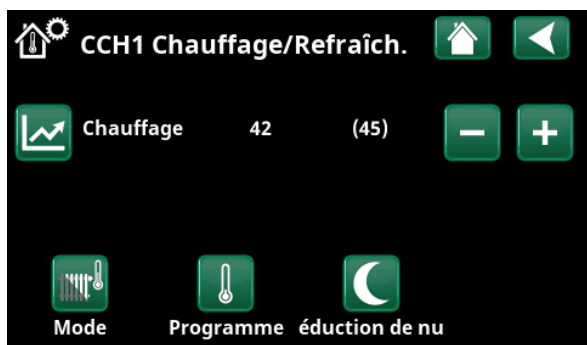 CCH1 Chauffage/Refraîch.
Chauffage 42 (45)
Mode Programme éduction de nu